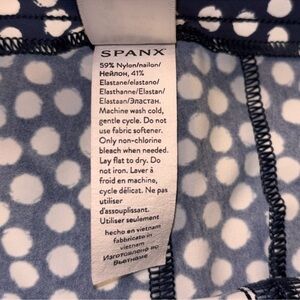 SPANX
59% Nylon/nailon/
Нейлон, 41%
Elastane/elastano/
Elasthanne/Elastan/
Elastaan/Эластан.
Machine wash cold,
gentle cycle. Do not
use fabric softener.
Only non-chlorine
bleach when needed.
Lay flat to dry. Do
not iron. Laver à
froid en machine,
cycle délicat. Ne pas
utiliser
d'assouplissant.
Utiliser seulement
hecho en vietnam
fabbricato in
vietnam
Изготовлено во
Вьетнаме